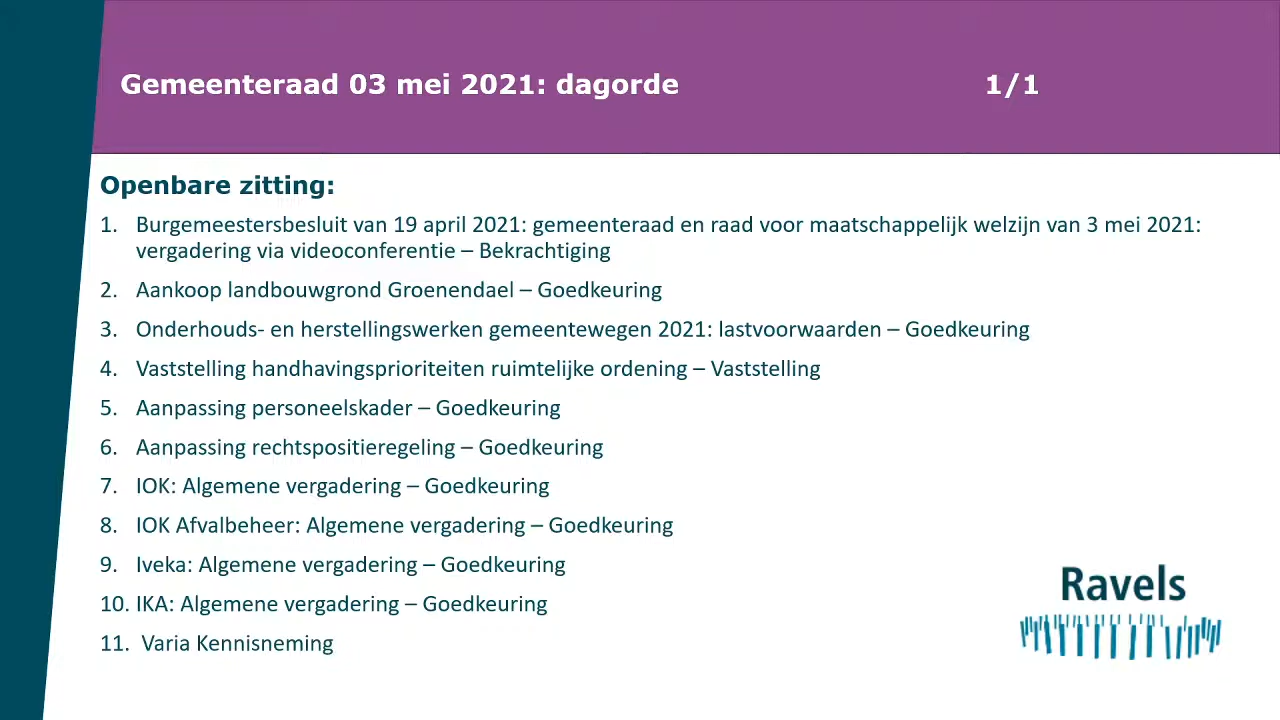 Gemeenteraad 03 mei 2021: dagorde 1/1
Openbare zitting:
1. Burgemeestersbesluit van 19 april 2021: gemeenteraad en raad voor maatschappelijk welzijn van 3 mei 2021:
vergadering via videoconferentie – Bekrachtiging
2. Aankoop landbouwgrond Groenendael – Goedkeuring
3. Onderhouds- en herstellingswerken gemeentewegen 2021: lastvoorwaarden – Goedkeuring
4. Vaststelling handhavingsprioriteiten ruimtelijke ordening – Vaststelling
5. Aanpassing personeelskader – Goedkeuring
6. Aanpassing rechtspositieregeling – Goedkeuring
7. IOK: Algemene vergadering – Goedkeuring
8. IOK Afvalbeheer: Algemene vergadering – Goedkeuring
9. Iveka: Algemene vergadering – Goedkeuring
10. IKA: Algemene vergadering – Goedkeuring
11. Varia Kennisneming
Ravels